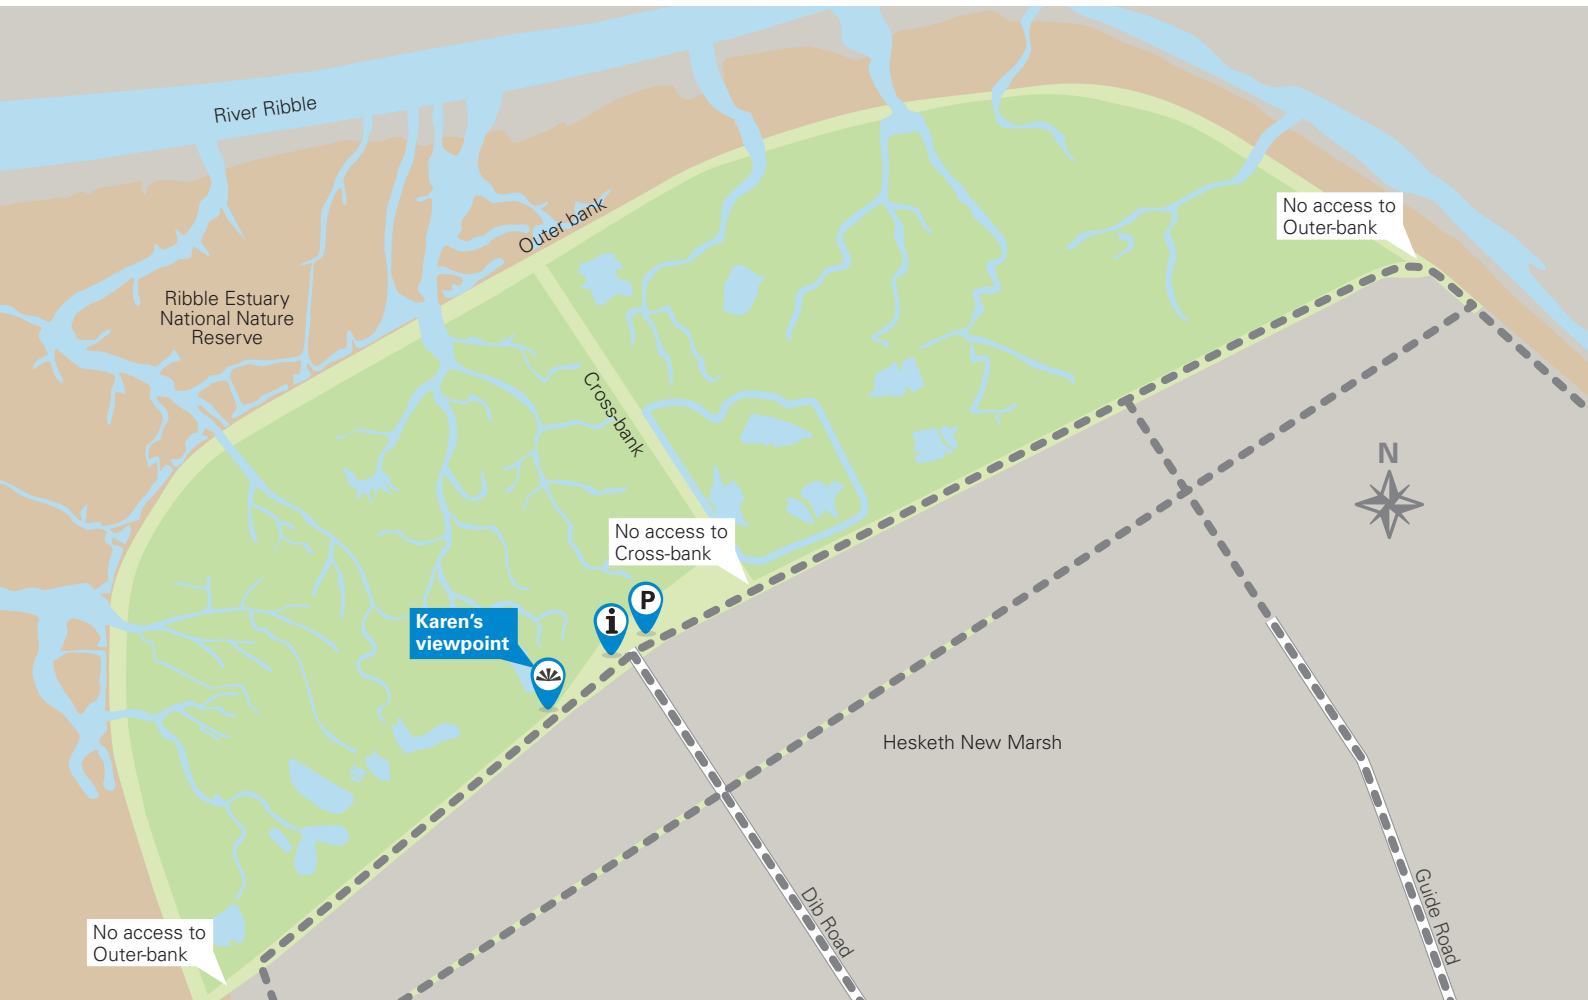 River Ribble
Outer bank
No access to
Outer-bank
Ribble Estuary
National Nature
Reserve
Cross-bank
N
No access to
Cross-bank
P
i
Karen's
viewpoint
Hesketh New Marsh
Dib Road
Guide Road
No access to
Outer-bank